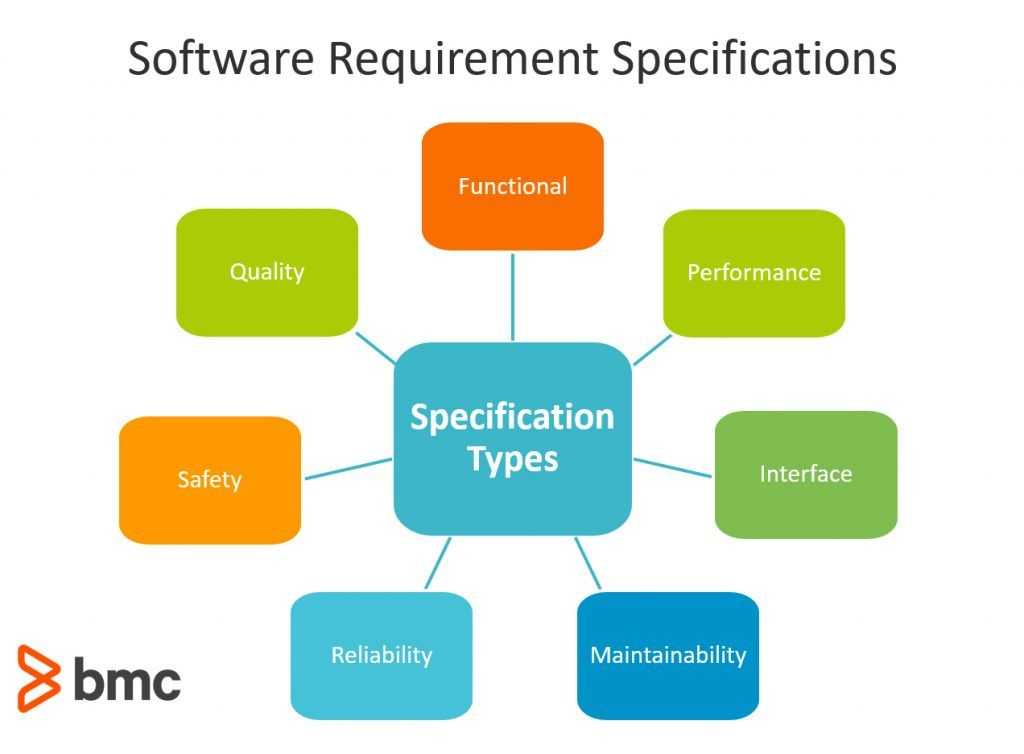 Software Requirement Specifications
Functional
Quality
Performance
Specification
Types
Safety
Interface
Reliability
Maintainability
bmc